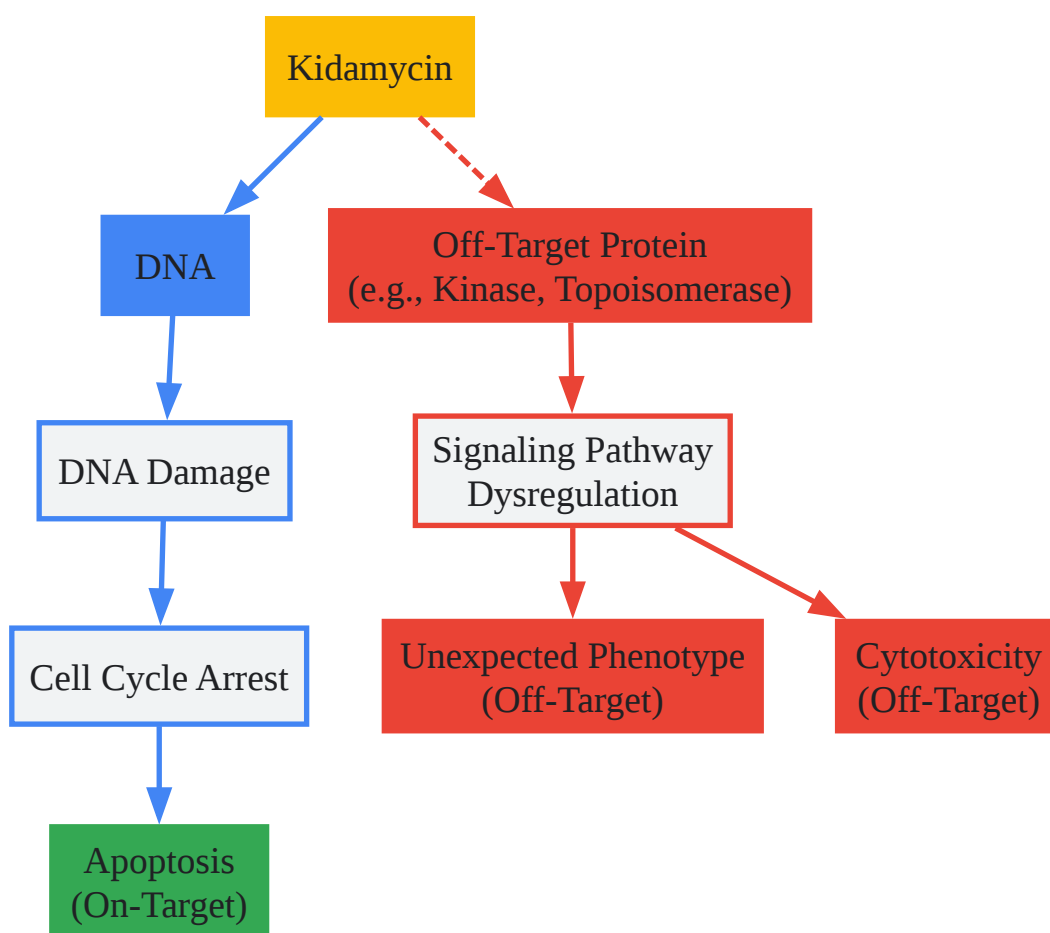 Kidamycin
DNA
Off-Target Protein
(e.g., Kinase, Topoisomerase)
DNA Damage
Signaling Pathway
Dysregulation
Cell Cycle Arrest
Unexpected Phenotype
(Off-Target)
Cytotoxicity
(Off-Target)
Apoptosis
(On-Target)